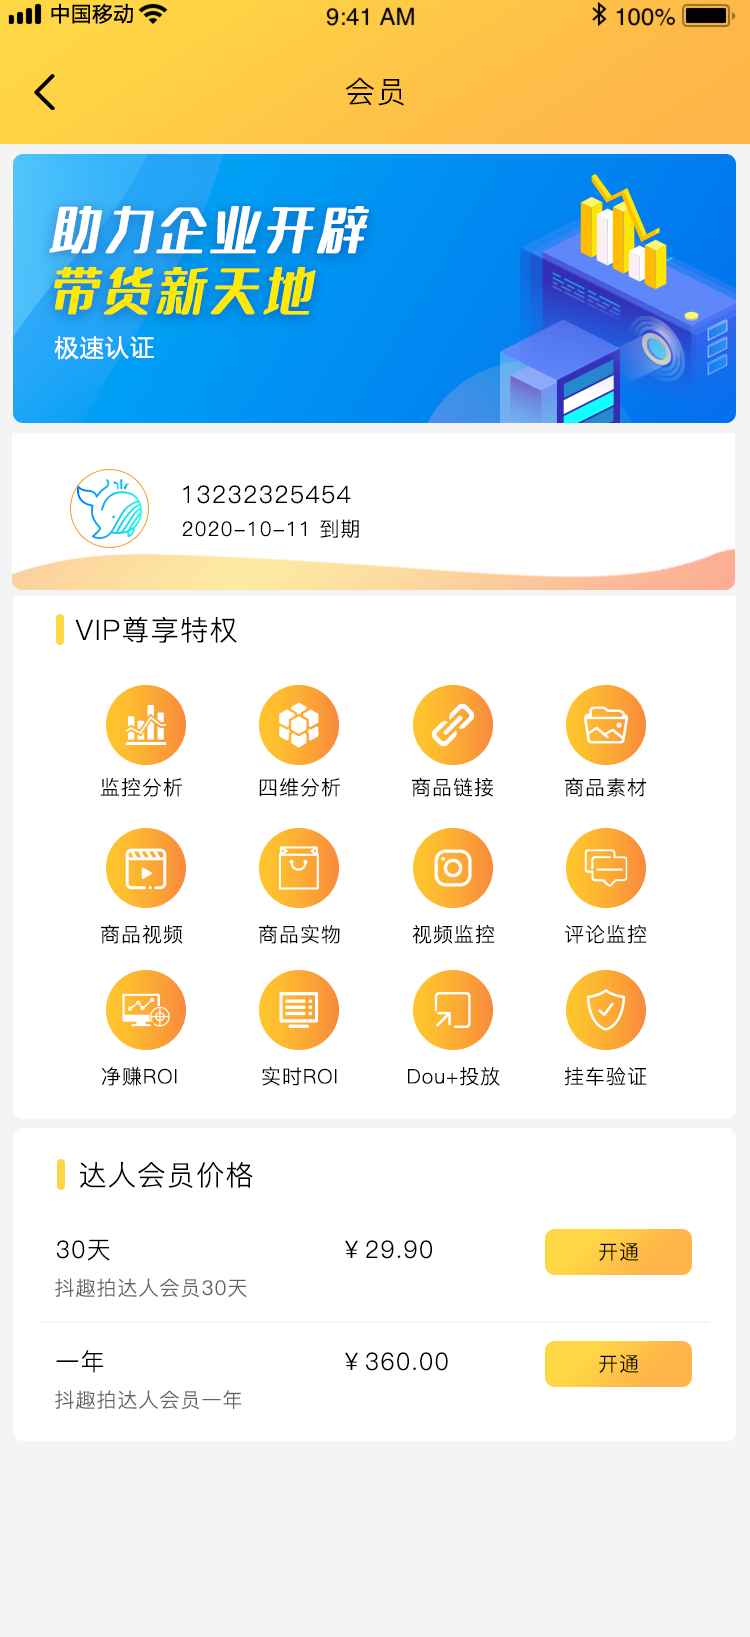 中国移动 9:41 AM 100%
会员
助力企业开辟
带货新天地
极速认证
13232325454
2020-10-11 到期
VIP尊享特权
监控分析 四维分析 商品链接 商品素材
商品视频 商品实物 视频监控 评论监控
净赚ROI 实时ROI Dou+投放 挂车验证
达人会员价格
30天 ¥29.90 开通
抖趣拍达人会员30天
一年 ¥360.00 开通
抖趣拍达人会员一年